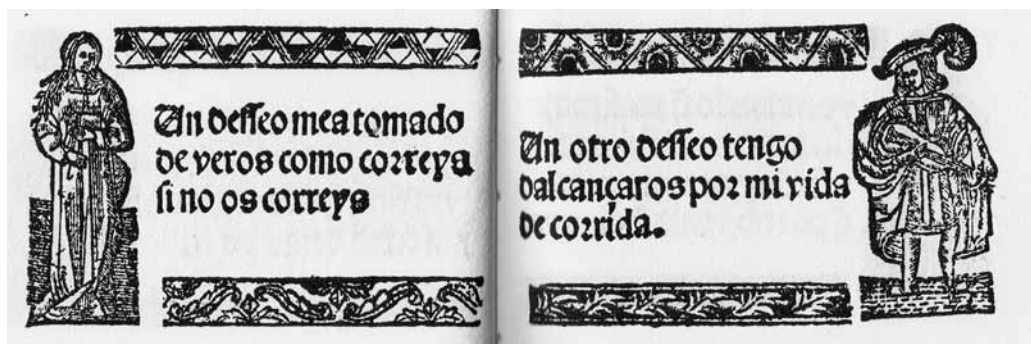 Un desseo mea tomado
de veros como correys
si no os correys
Un otro desseo tengo
dalcançaros por mi vida
de corrida.